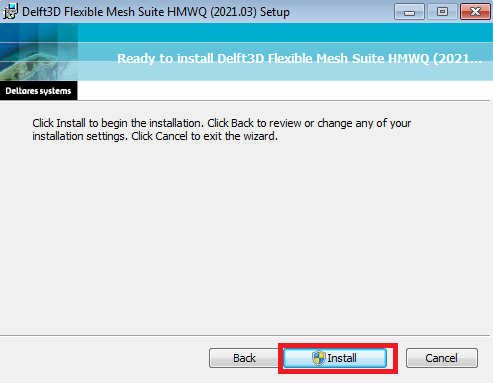 Delft3D Flexible Mesh Suite HMWQ (2021.03) Setup
Ready to install Delft3D Flexible Mesh Suite HMWQ (2021...
Deltares systems
Click Install to begin the installation. Click Back to review or change any of your
installation settings. Click Cancel to exit the wizard.
Back
Install
Cancel